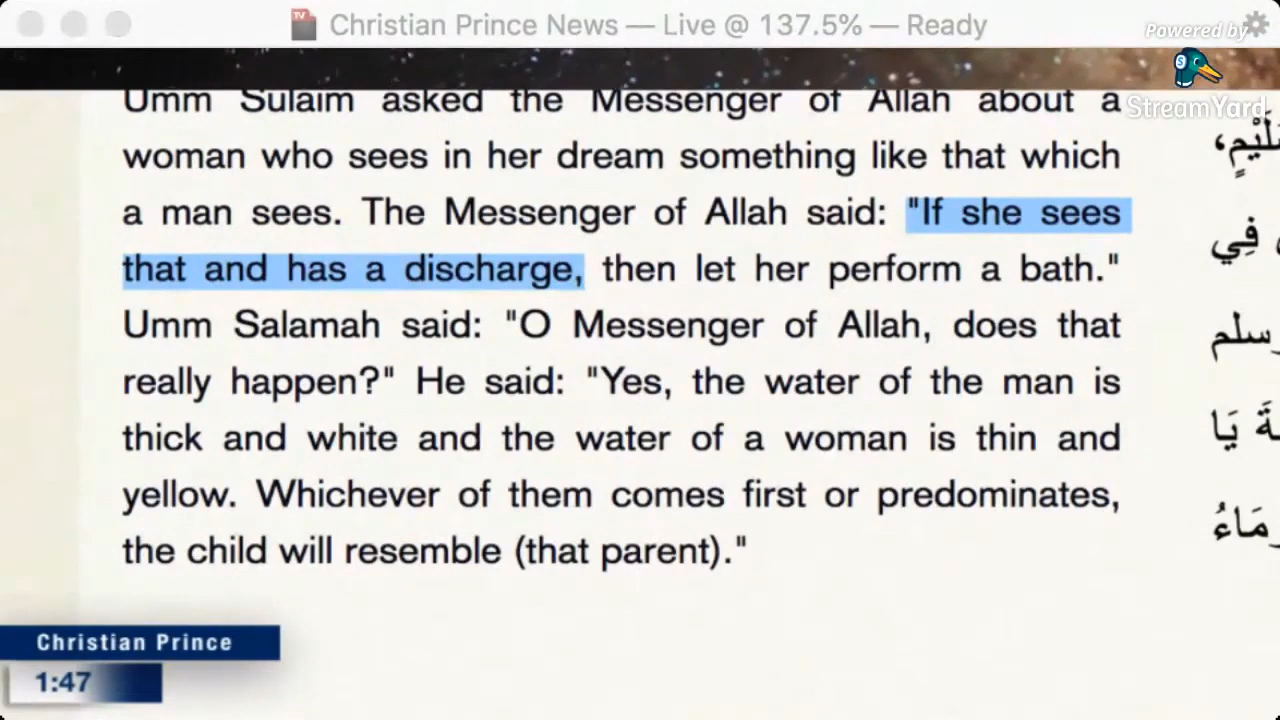 Christian Prince News — Live @ 137.5% — Ready
Powered by
StreamYard
Umm Sulaim asked the Messenger of Allah about a
woman who sees in her dream something like that which
a man sees. The Messenger of Allah said: "If she sees
that and has a discharge, then let her perform a bath."
Umm Salamah said: "O Messenger of Allah, does that
really happen?" He said: "Yes, the water of the man is
thick and white and the water of a woman is thin and
yellow. Whichever of them comes first or predominates,
the child will resemble (that parent)."
فِي
يَا
Christian Prince
1:47